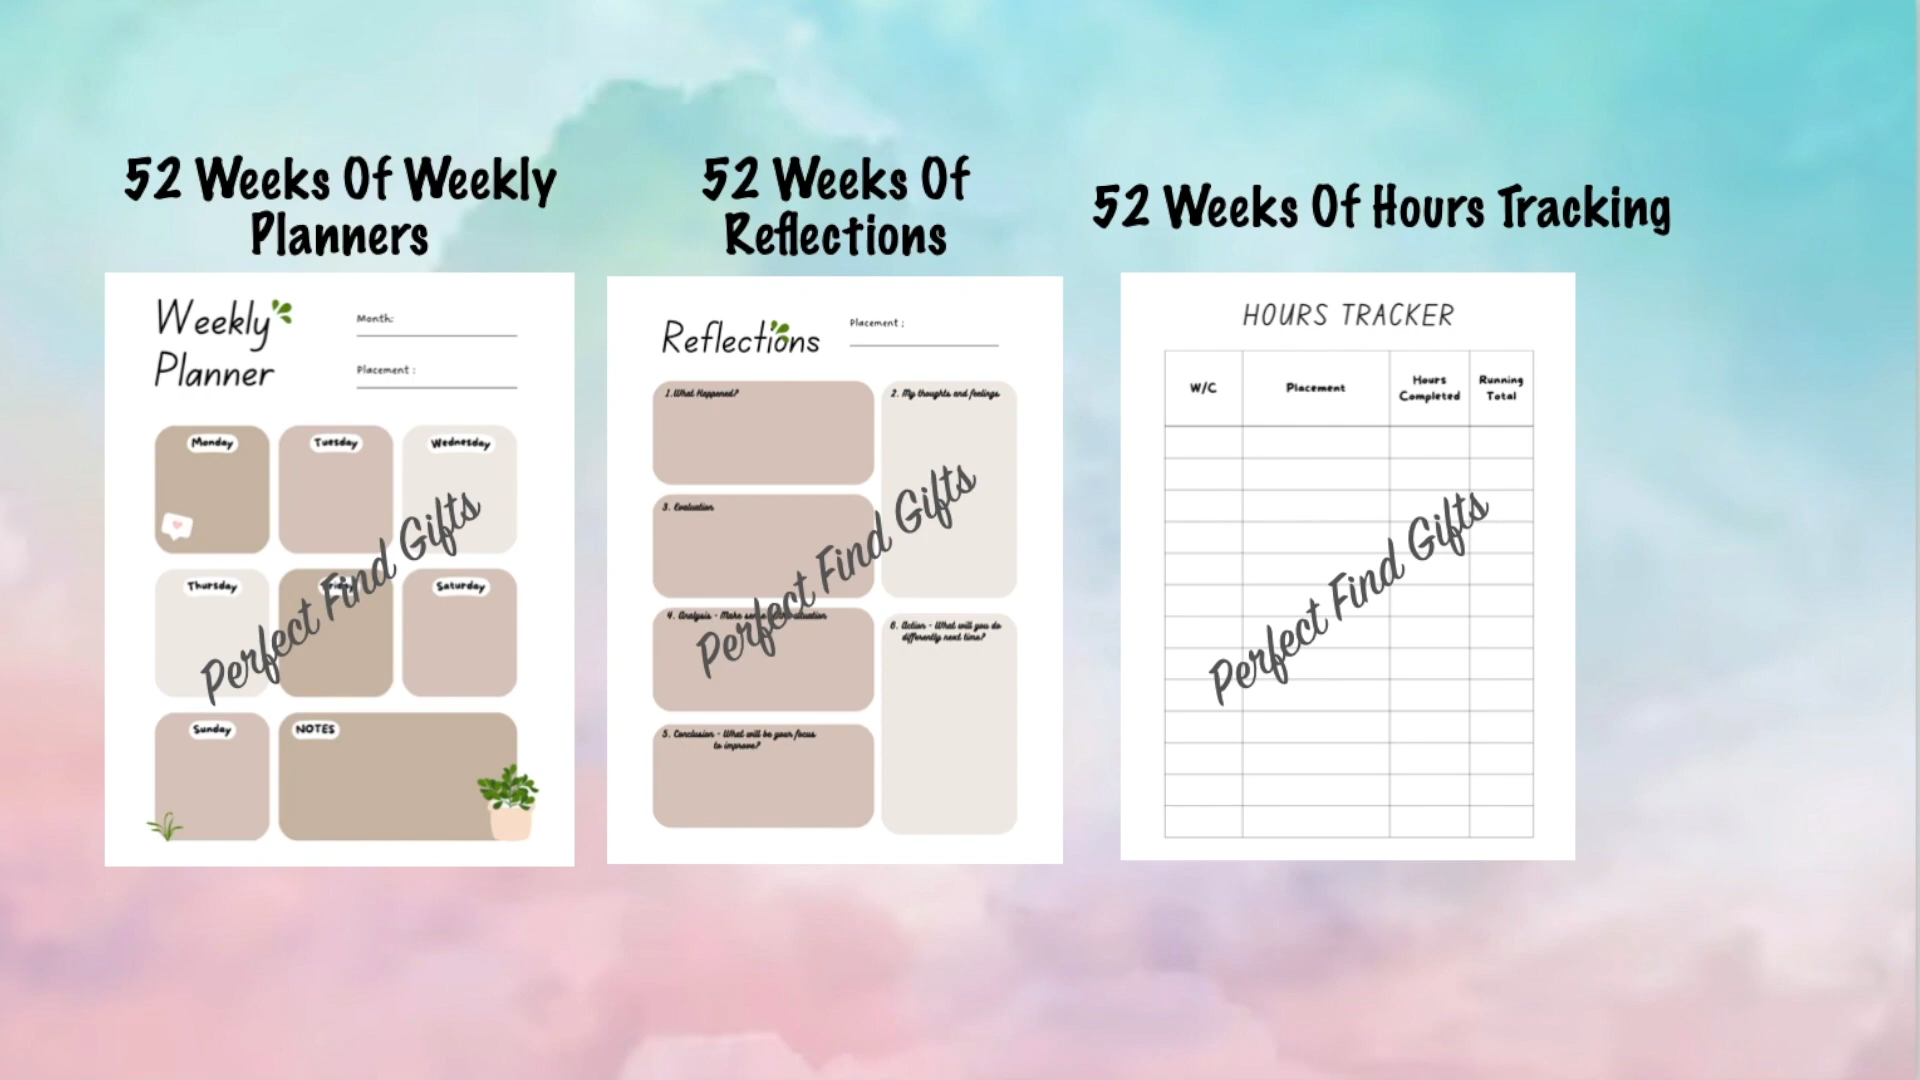 52 Weeks Of Weekly
Planners
Weekly
Planner
Month:
Placement :
Monday
Tuesday
Wednesday
Thursday
Saturday
Sunday
NOTES
Perfect Find Gifts
52 Weeks Of
Reflections
Reflections
Placement :
1.What Happened?
2. My thoughts and feelings
3. Evaluation
4. Analysis - Make
5. Conclusion - What will be your focus
to improve?
6. Action - What will you do
differently next time?
Perfect Find Gifts
52 Weeks Of Hours Tracking
HOURS TRACKER
W/C
Placement
Hours
Completed
Running
Total
Perfect Find Gifts